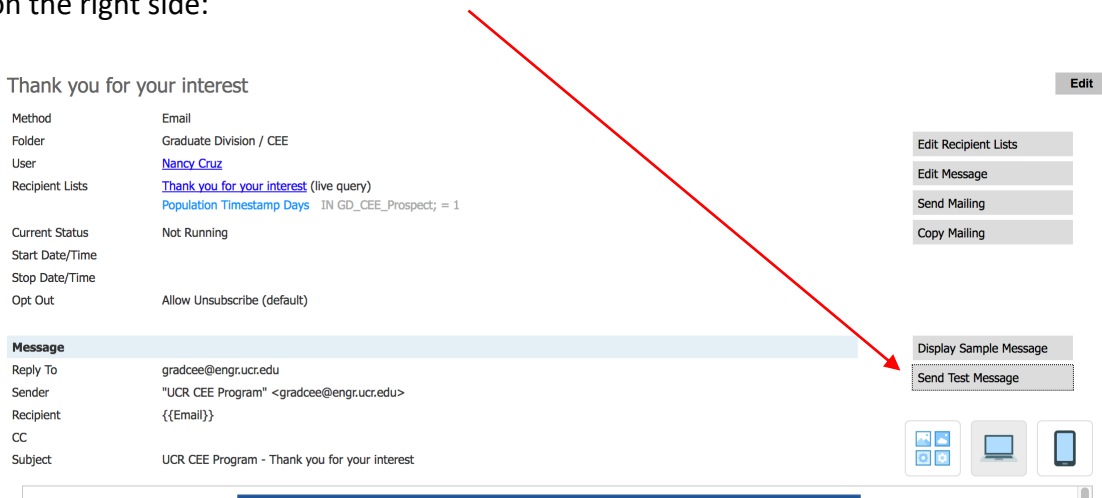 on the right side:
Thank you for your interest
Edit
Method Email
Folder Graduate Division / CEE
User Nancy Cruz
Recipient Lists Thank you for your interest (live query)
Population Timestamp Days IN GD_CEE_Prospect; = 1
Current Status Not Running
Start Date/Time
Stop Date/Time
Opt Out Allow Unsubscribe (default)
Edit Recipient Lists
Edit Message
Send Mailing
Copy Mailing
Message
Reply To gradcee@engr.ucr.edu
Sender "UCR CEE Program" <gradcee@engr.ucr.edu>
Recipient {{Email}}
CC
Subject UCR CEE Program - Thank you for your interest
Display Sample Message
Send Test Message